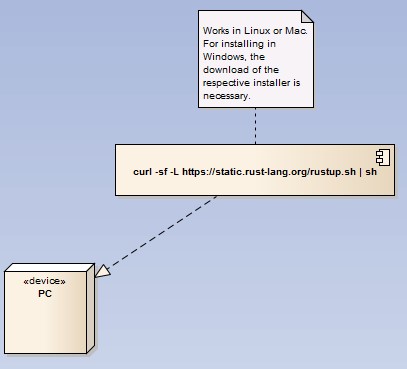 Works in Linux or Mac.
For installing in
Windows, the
download of the
respective installer is
necessary.
curl -sf -L https://static.rust-lang.org/rustup.sh | sh
«device»
PC